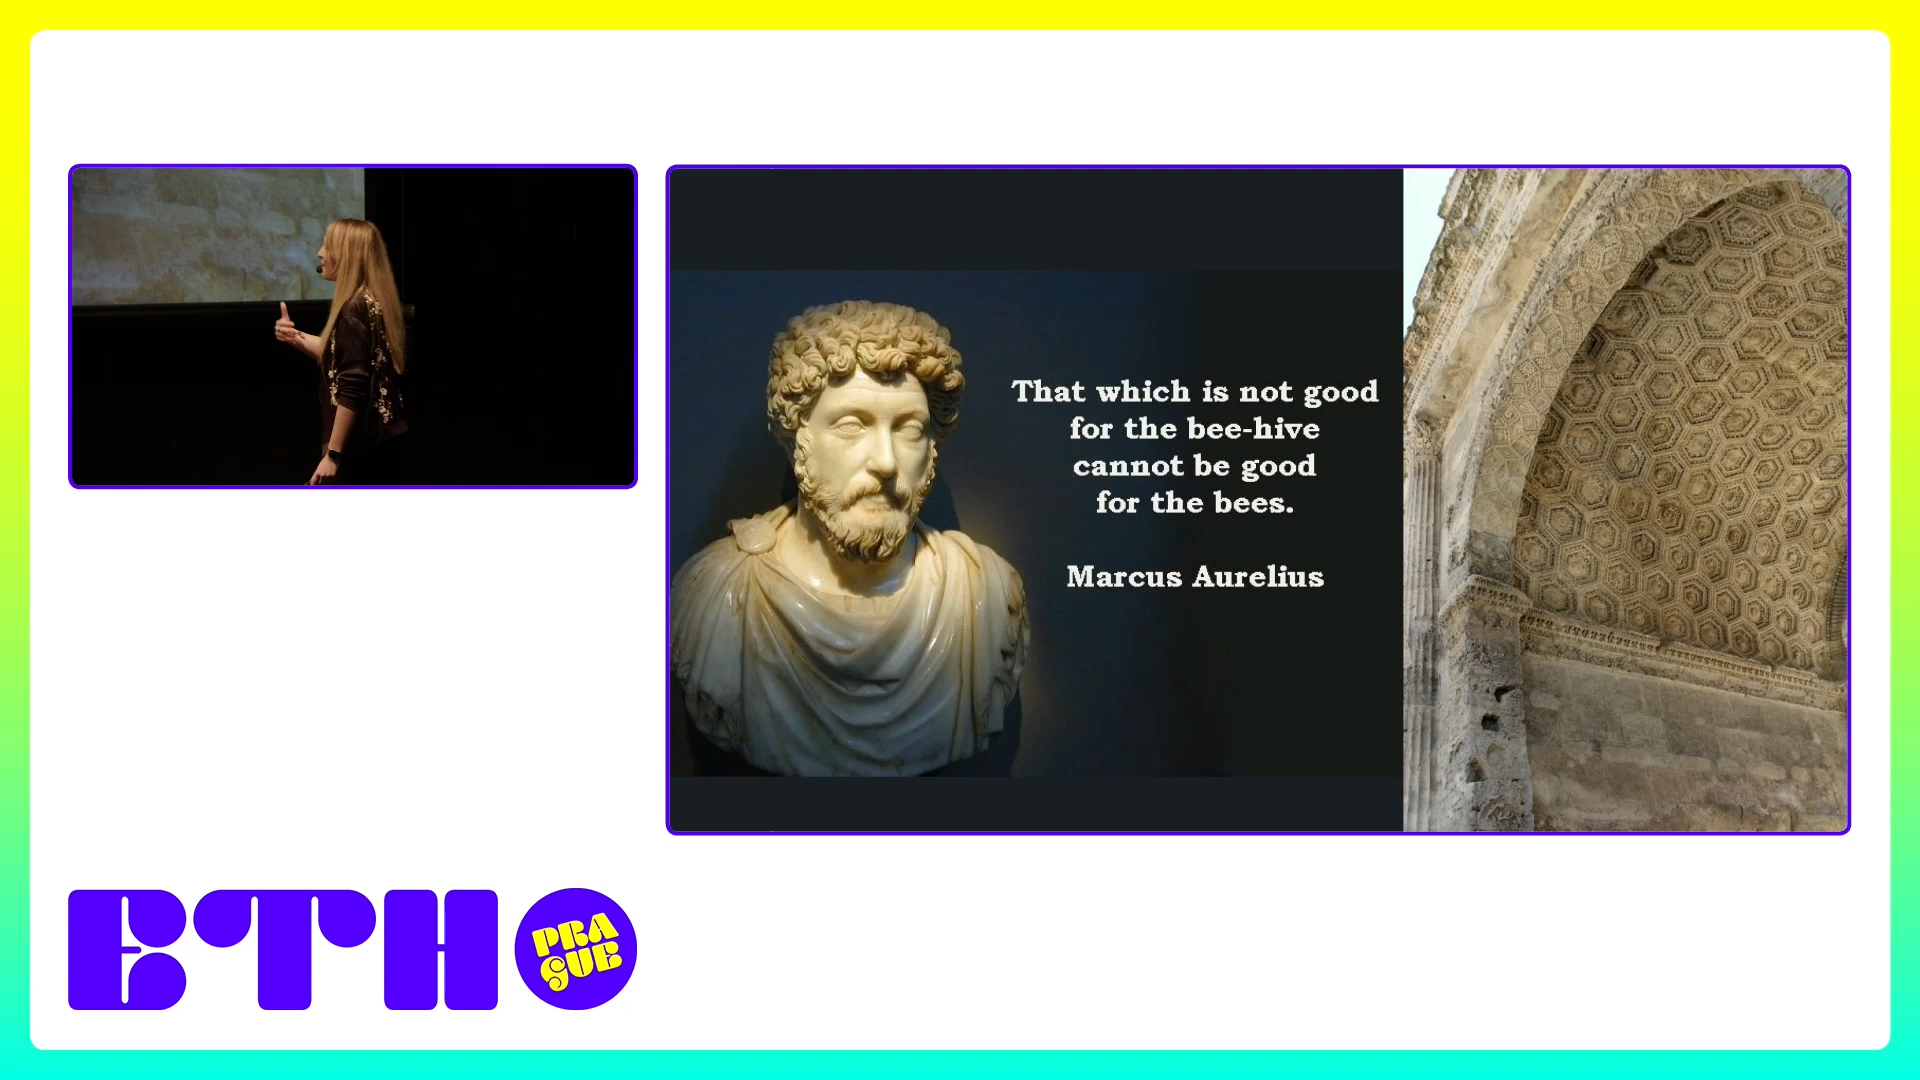 That which is not good
for the bee-hive
cannot be good
for the bees.
Marcus Aurelius
ETH
PRA
GUE